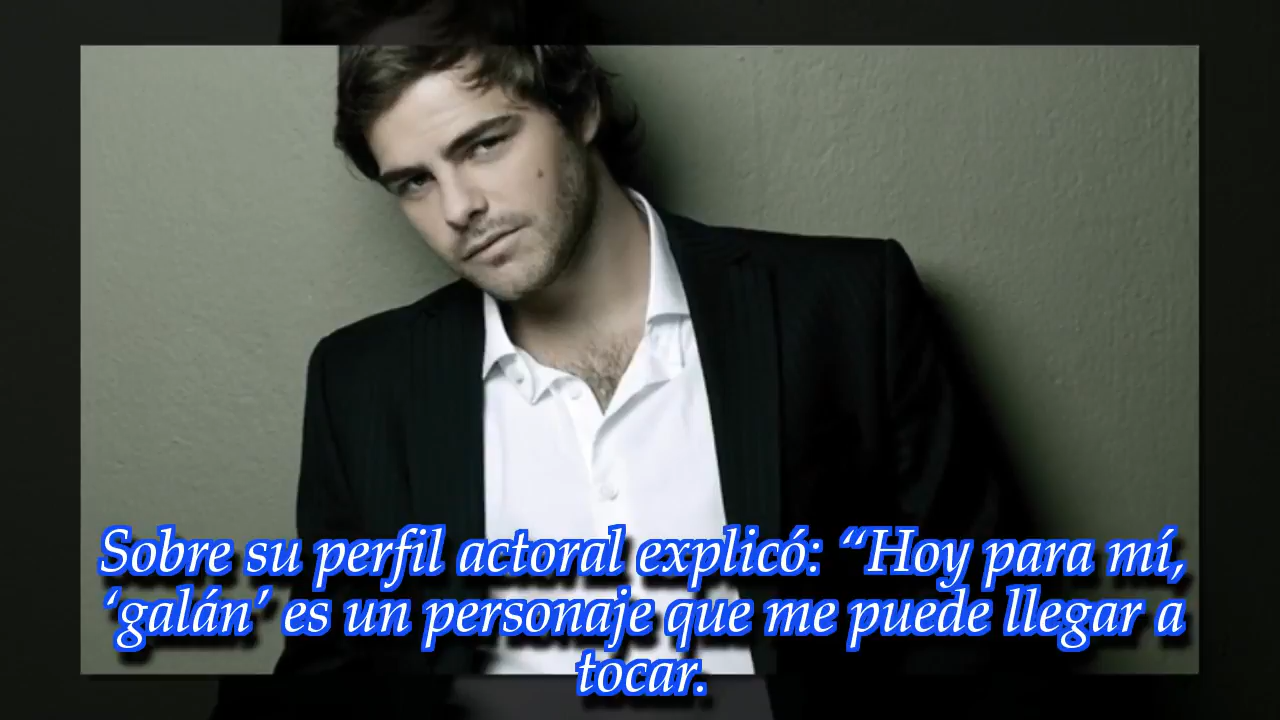 Sobre su perfil actoral explicó: “Hoy para mí,
‘galán’ es un personaje que me puede llegar a
tocar.